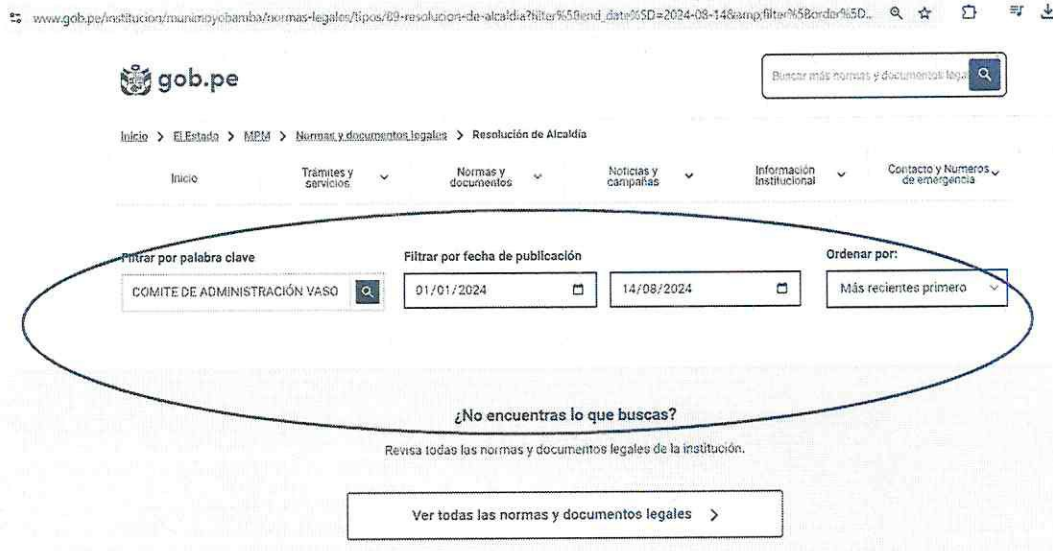 www.gob.pe/institucion/munimoyobamba/normas-legales/tipos/89-resolucion-de-alcaldia?filter%5Bend_date%5D=2024-08-14&amp;filter%5Border%5D...
gob.pe
Buscar más normas y documentos lega
Inicio > El Estado > MPM > Normas y documentos legales > Resolución de Alcaldía
Inicio
Trámites y servicios
Normas y documentos
Noticias y campañas
Información Institucional
Contacto y Numeros de emergencia
Filtrar por palabra clave
Filtrar por fecha de publicación
Ordenar por:
COMITE DE ADMINISTRACIÓN VASO
01/01/2024
14/08/2024
Más recientes primero
¿No encuentras lo que buscas?
Revisa todas las normas y documentos legales de la institución.
Ver todas las normas y documentos legales >